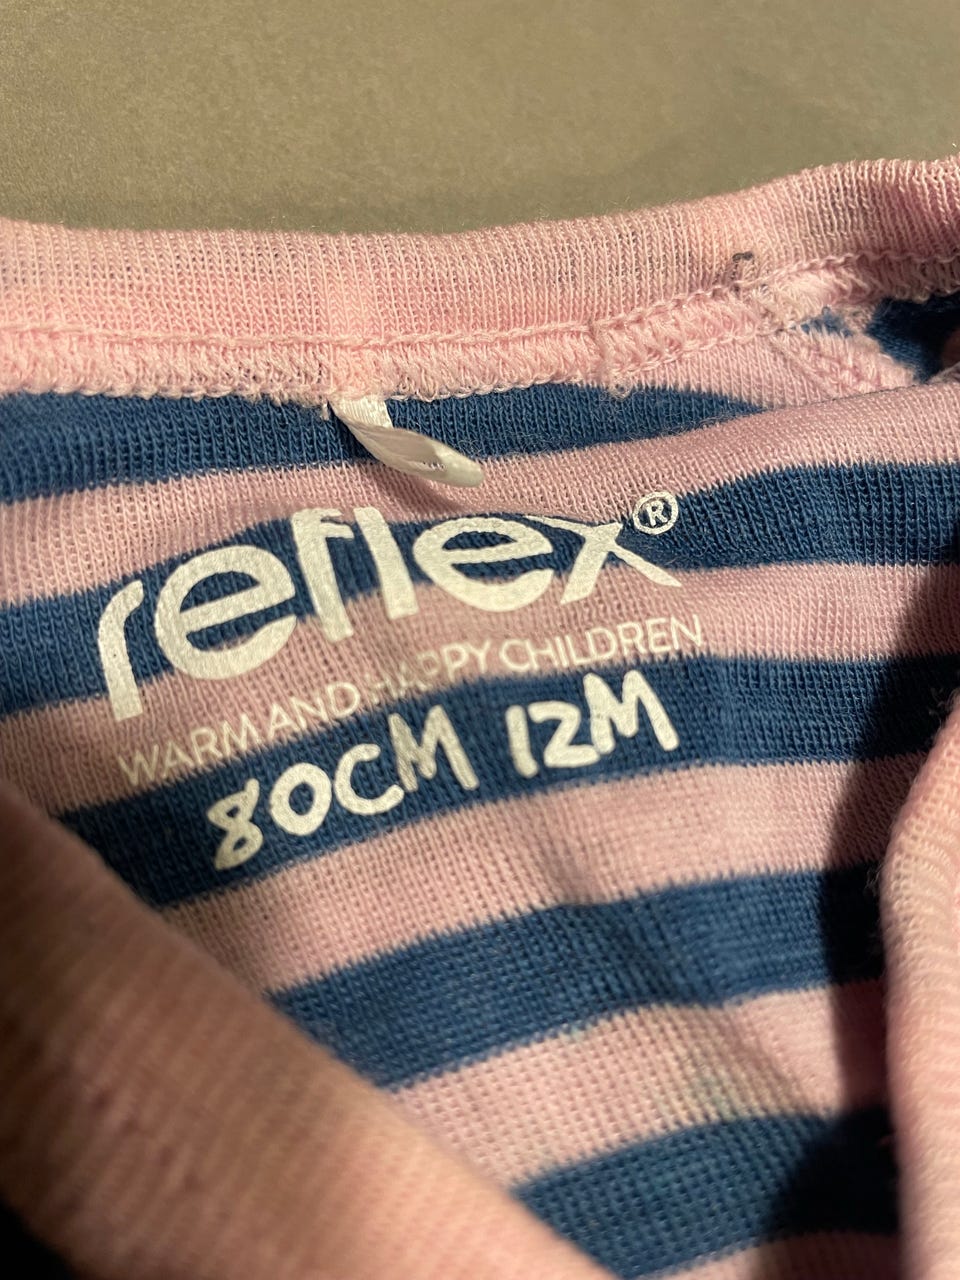 reflex®
WARM AND HAPPY CHILDREN
80CM 12M